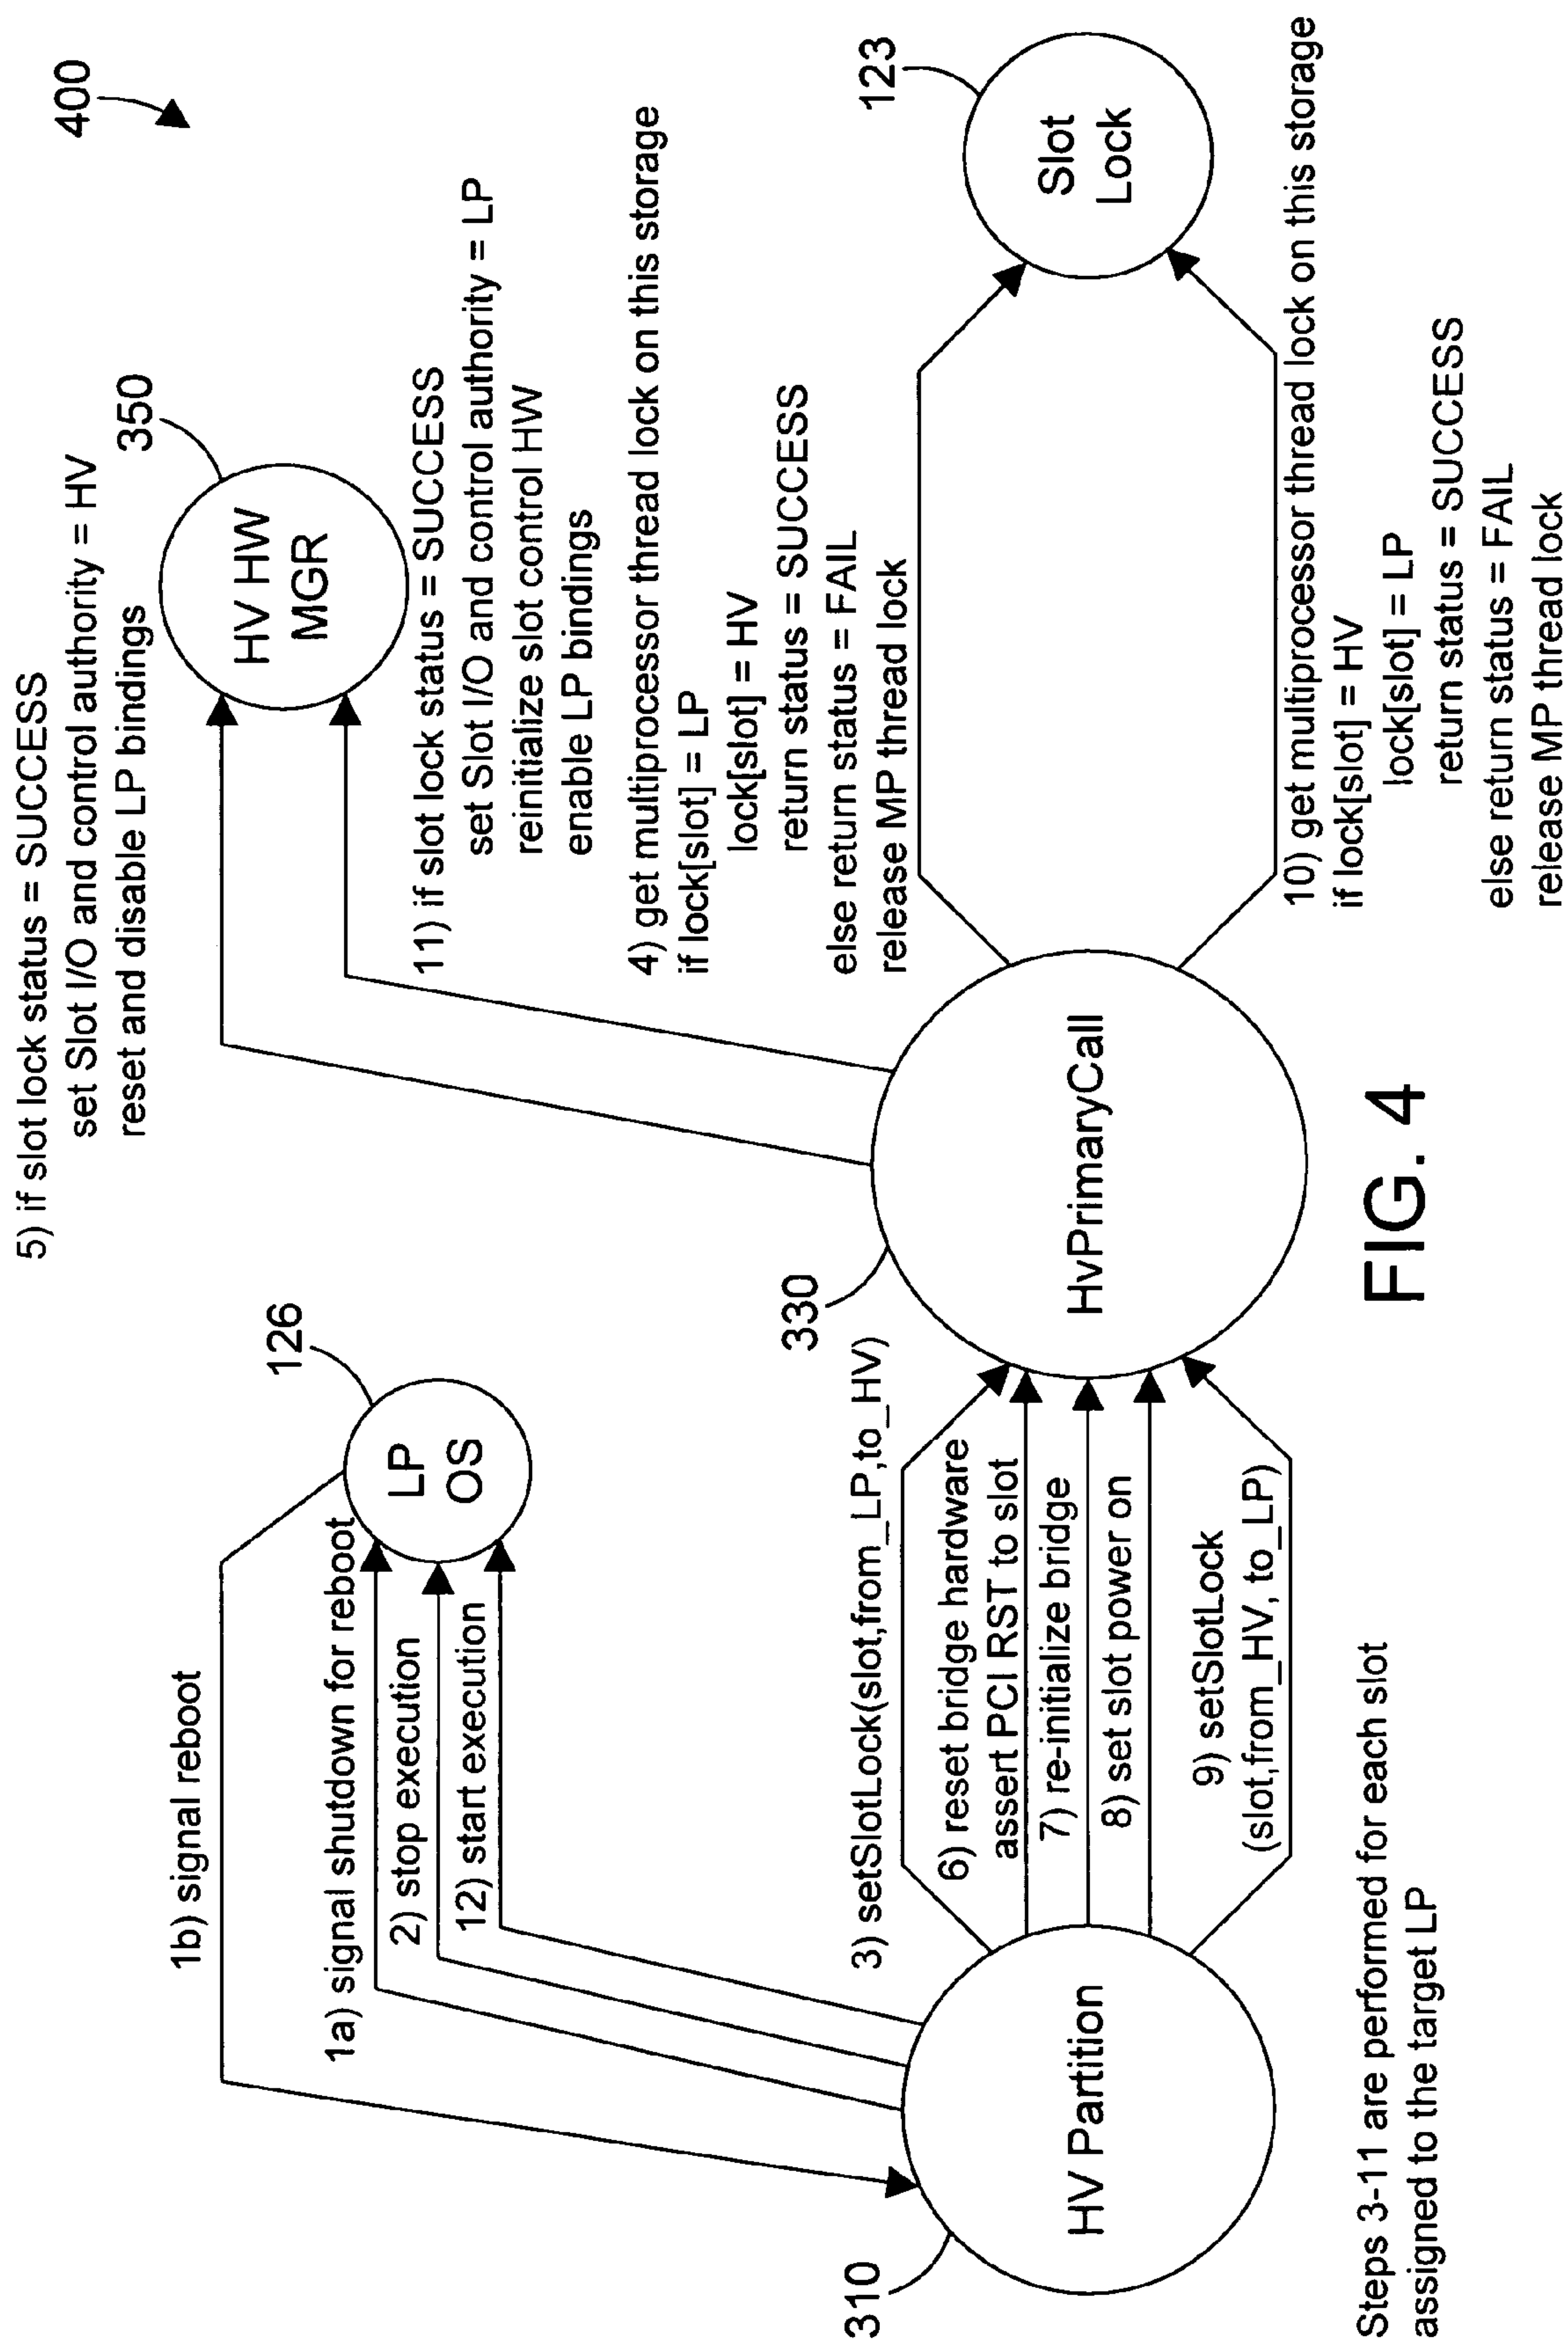 400
5) if slot lock status = SUCCESS
set Slot I/O and control authority = HV
reset and disable LP bindings
350
HV HW
MGR
11) if slot lock status = SUCCESS
set Slot I/O and control authority = LP
reinitialize slot control HW
enable LP bindings
126
LP
OS
1b) signal reboot
1a) signal shutdown for reboot
2) stop execution
12) start execution
4) get multiprocessor thread lock on this storage
if lock[slot] = LP
lock[slot] = HV
return status = SUCCESS
else return status = FAIL
release MP thread lock
123
Slot
Lock
330
HvPrimaryCall
3) setSlotLock(slot,from_LP,to_HV)
6) reset bridge hardware
assert PCI RST to slot
7) re-initialize bridge
8) set slot power on
9) setSlotLock
(slot,from_HV, to_LP)
310
HV Partition
10) get multiprocessor thread lock on this storage
if lock[slot] = HV
lock[slot] = LP
return status = SUCCESS
else return status = FAIL
release MP thread lock
Steps 3-11 are performed for each slot
assigned to the target LP
FIG. 4